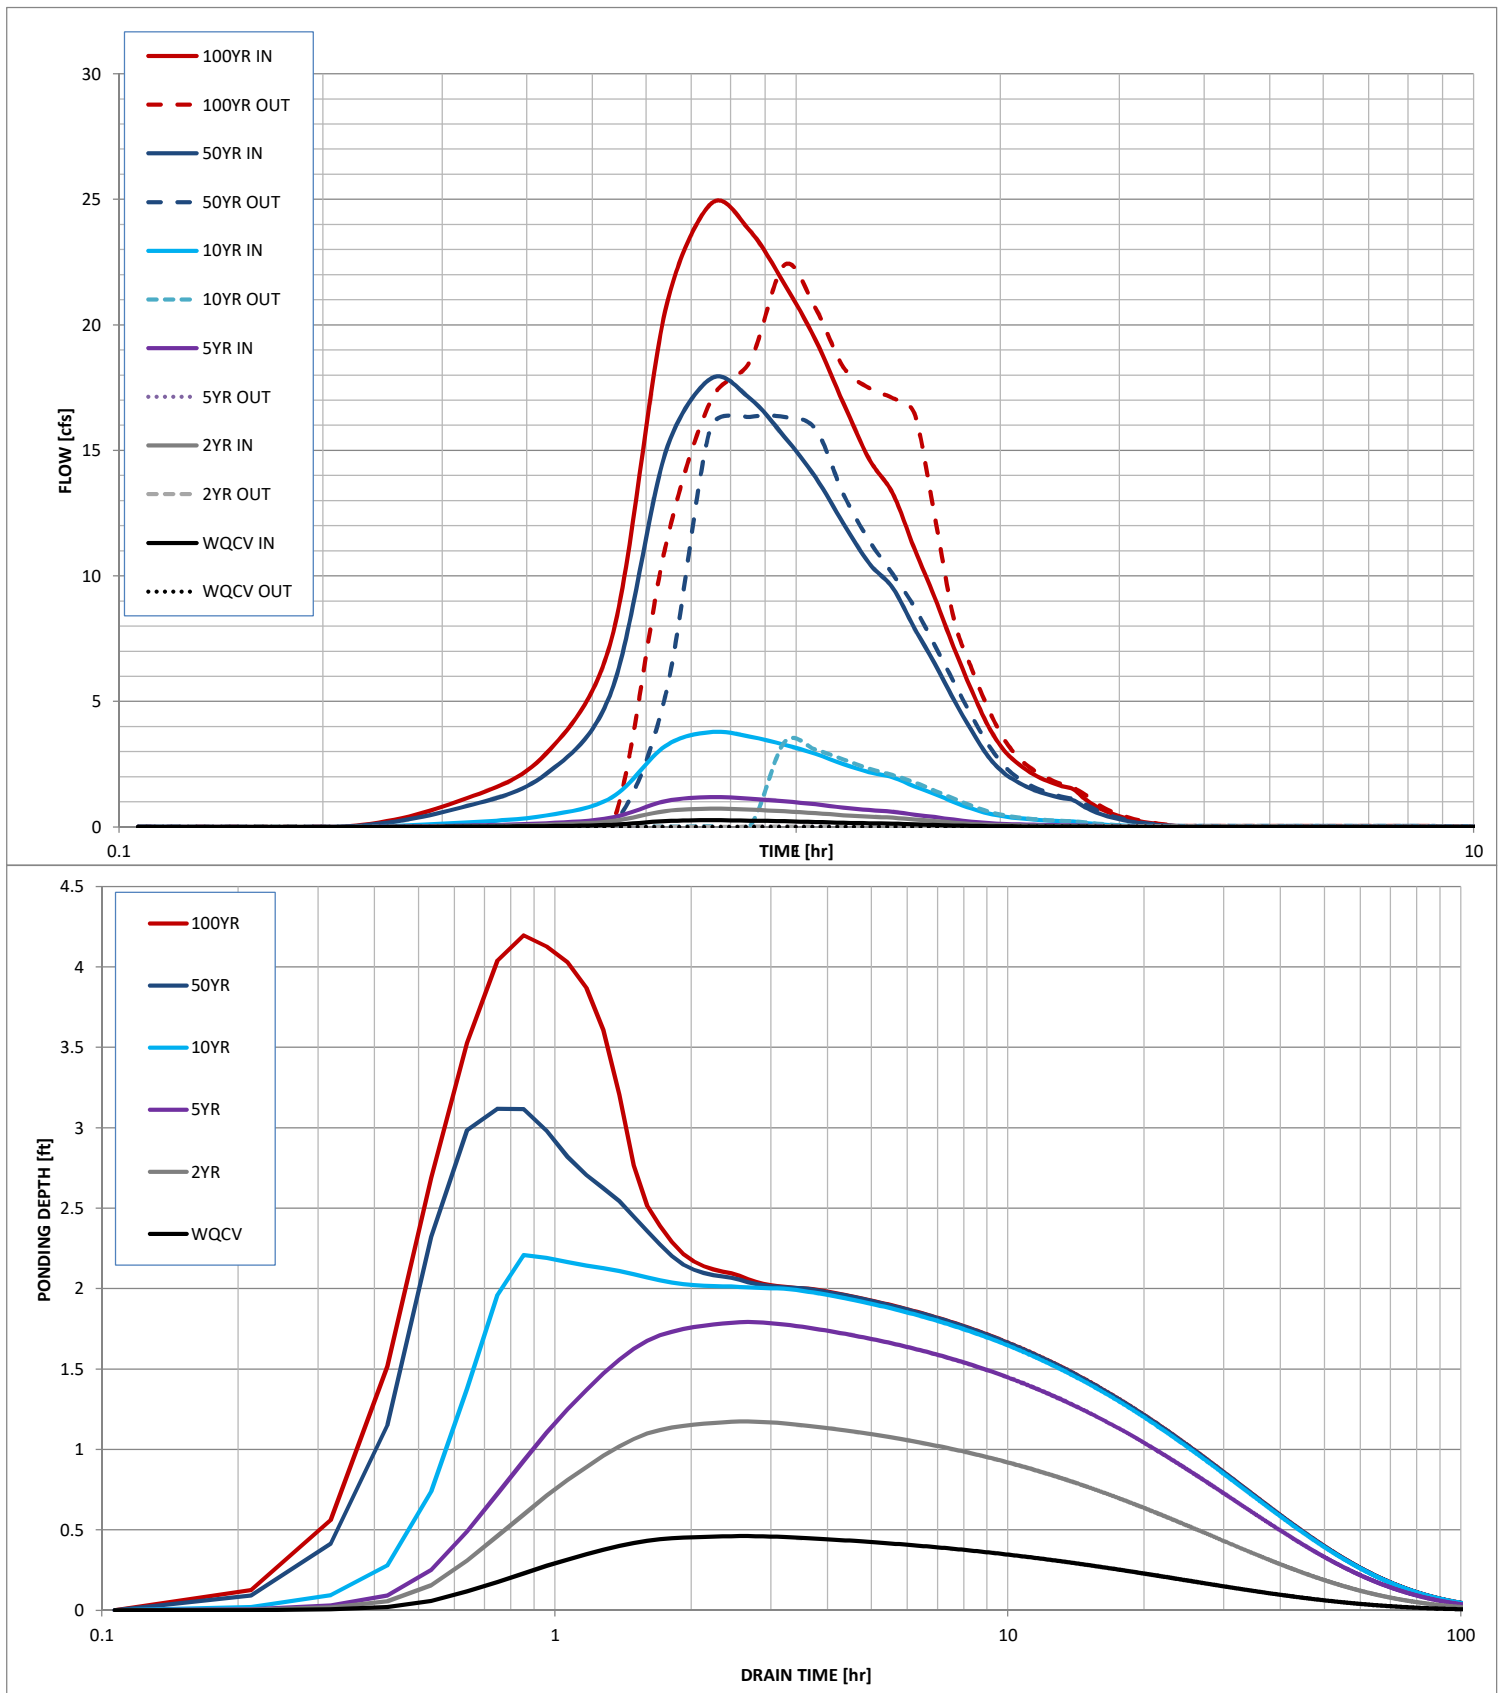 100YR IN
100YR OUT
50YR IN
50YR OUT
10YR IN
10YR OUT
5YR IN
5YR OUT
2YR IN
2YR OUT
WQCV IN
WQCV OUT
30
25
20
15
10
5
0
FLOW [cfs]
0.1
1
10
TIME [hr]
100YR
50YR
10YR
5YR
2YR
WQCV
4.5
4
3.5
3
2.5
2
1.5
1
0.5
0
PONDING DEPTH [ft]
0.1
1
10
100
DRAIN TIME [hr]